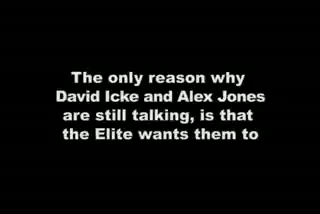 The only reason why
David Icke and Alex Jones
are still talking, is that
the Elite wants them to